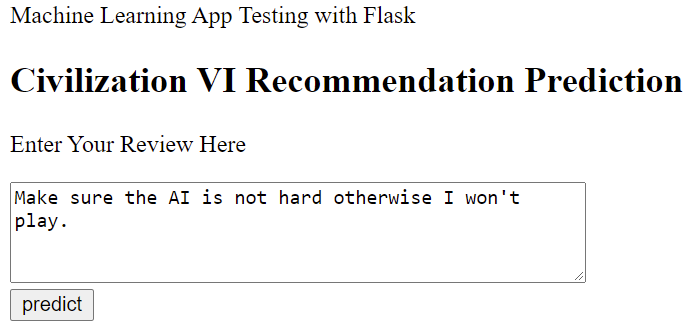 Machine Learning App Testing with Flask
Civilization VI Recommendation Prediction
Enter Your Review Here
Make sure the AI is not hard otherwise I won't
play.
predict